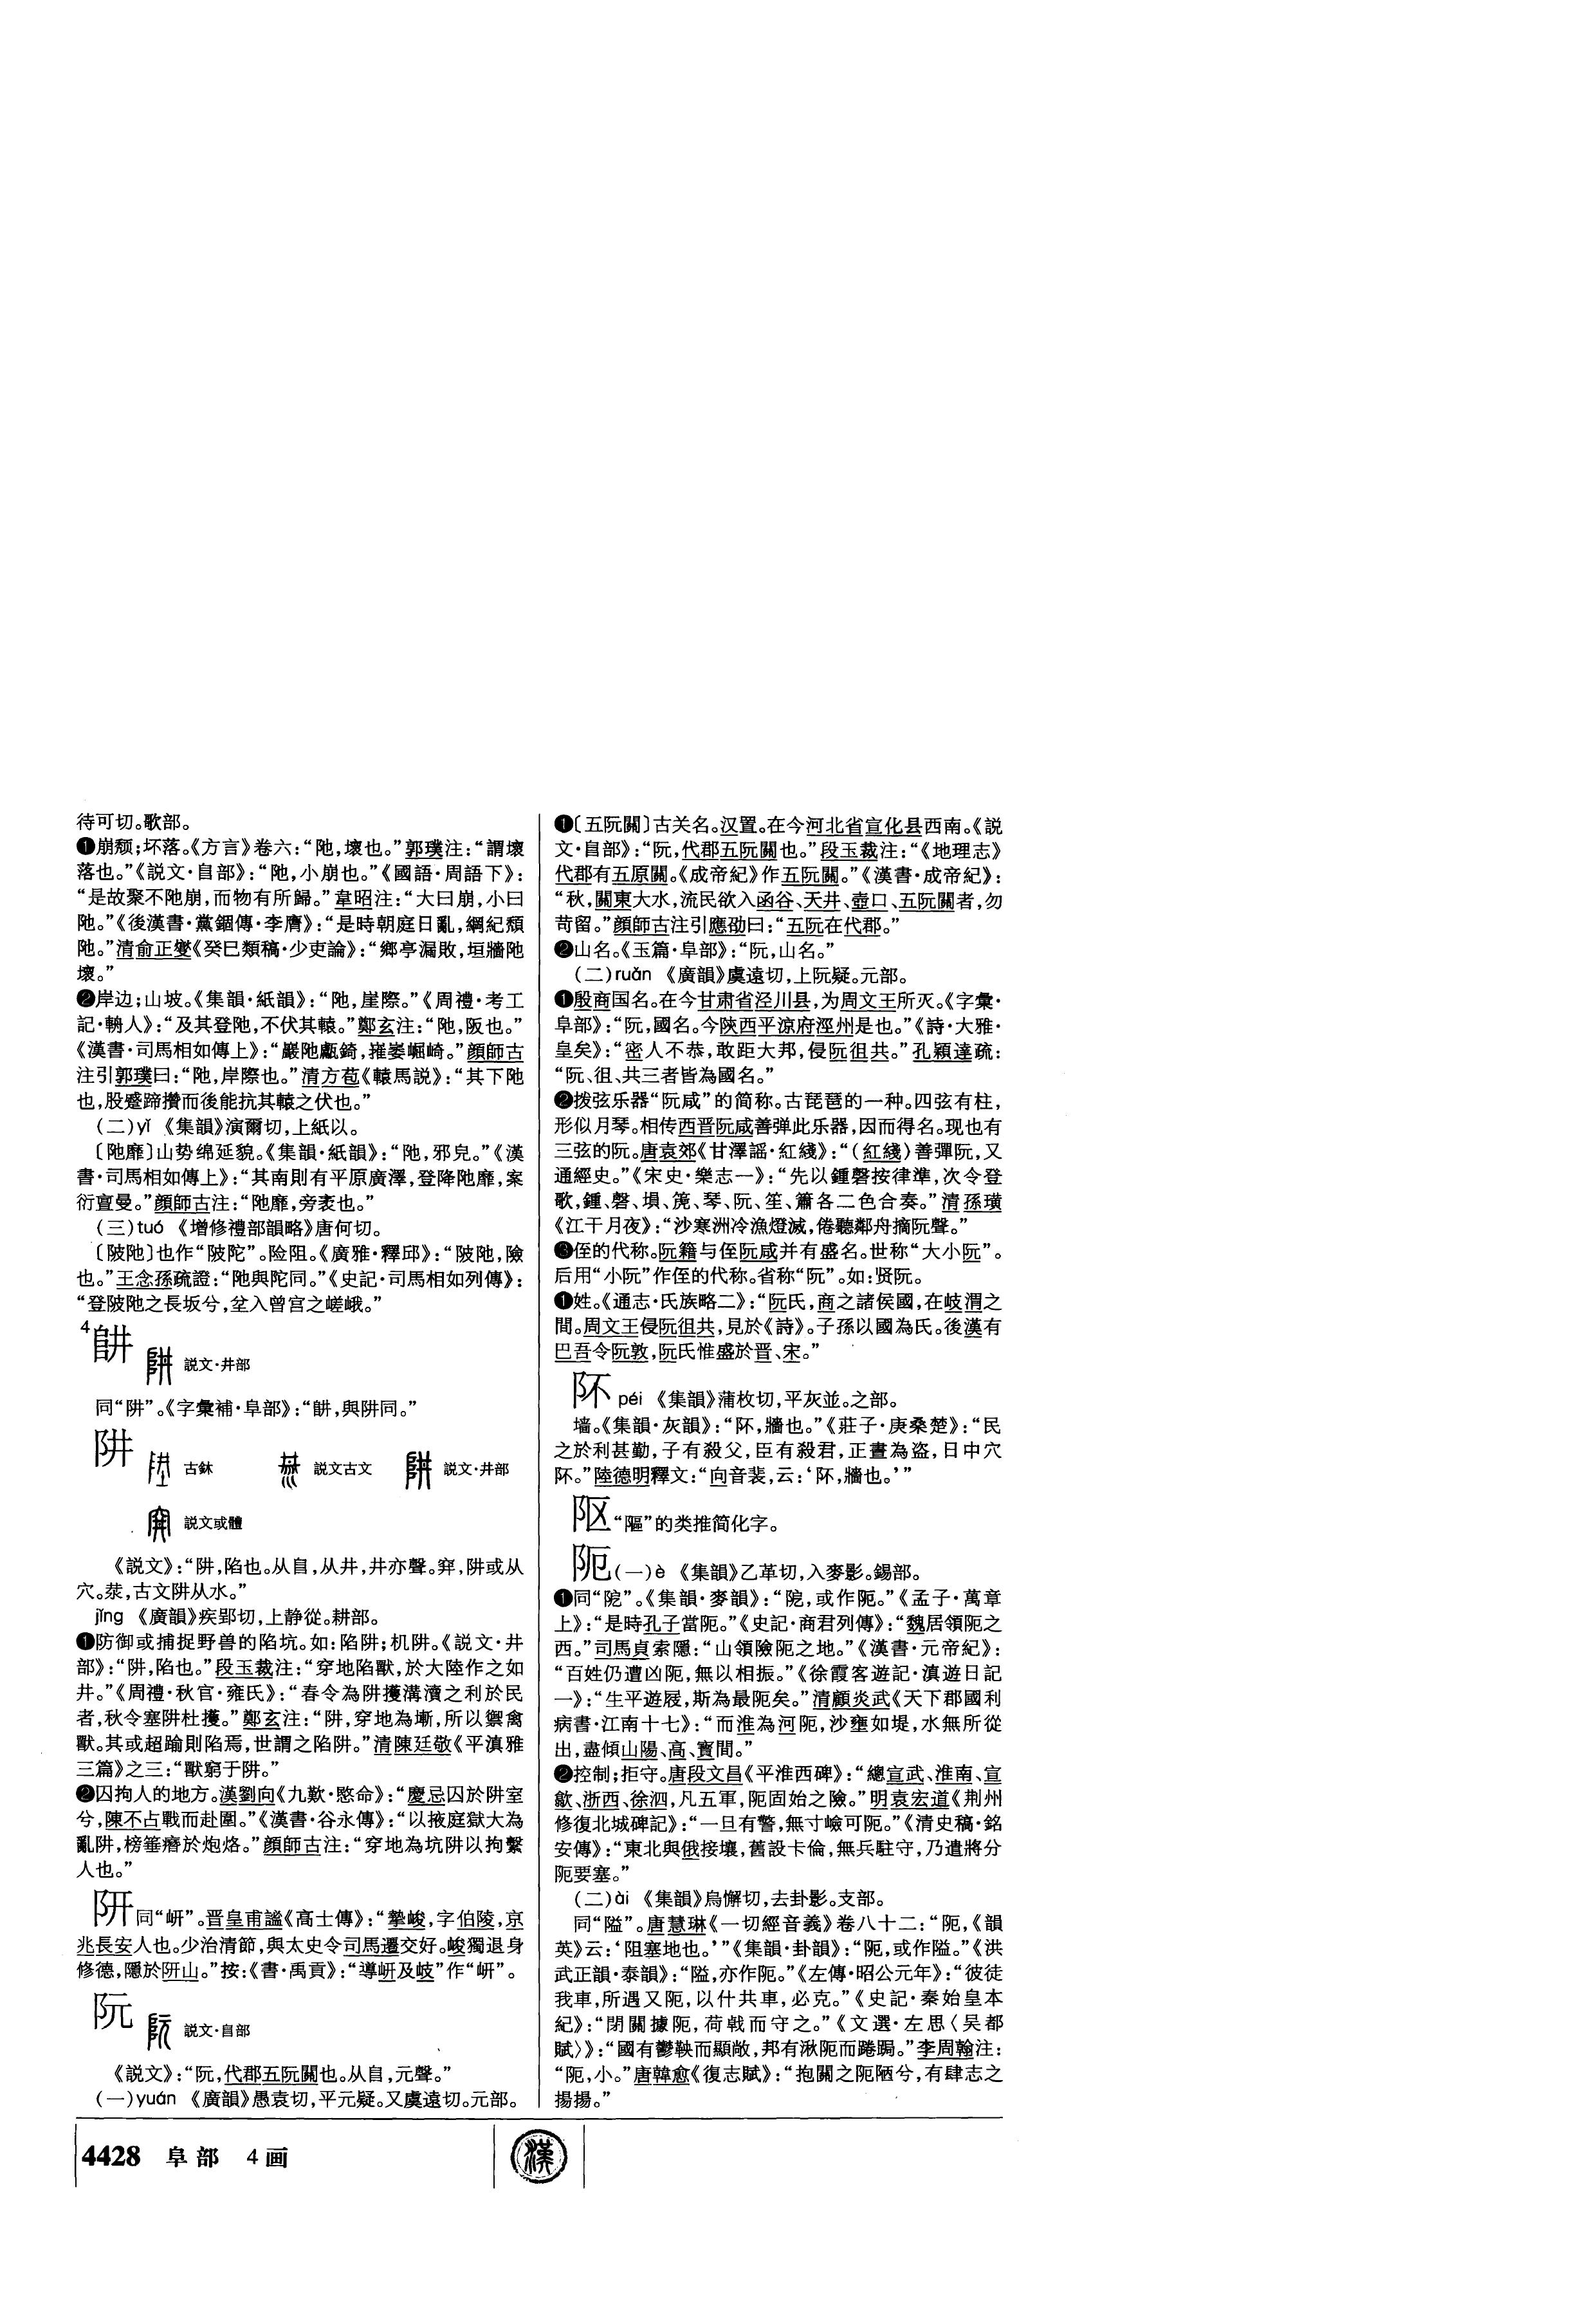 待可切。歌部。
❶崩颓；坏落。《方言》卷六：“阤，壞也。”郭璞注：“謂壞
落也。”《説文·𨸏部》：“阤，小崩也。”《國語·周語下》：
“是故聚不阤崩，而物有所歸。”韋昭注：“大曰崩，小曰
阤。”《後漢書·黨錮傳·李膺》：“是時朝庭日亂，綱紀頹
阤。”清俞正燮《癸巳類稿·少吏論》：“鄉亭漏敗，垣牆阤
壞。”
❷岸边；山坡。《集韻·紙韻》：“阤，崖際。”《周禮·考工
記·輈人》：“及其登阤，不伏其轅。”鄭玄注：“阤，阪也。”
《漢書·司馬相如傳上》：“巖阤甗錡，嶊崣崛崎。”顔師古
注引郭璞曰：“阤，岸際也。”清方苞《轅馬説》：“其下阤
也，股蹙蹄攢而後能抗其轅之伏也。”
（二）yǐ 《集韻》演爾切，上紙以。
〔阤靡〕山势绵延貌。《集韻·紙韻》：“阤，邪皃。”《漢
書·司馬相如傳上》：“其南則有平原廣澤，登降阤靡，案
衍亶曼。”顔師古注：“阤靡，旁袤也。”
（三）tuó 《增修禮部韻略》唐何切。
〔陂阤〕也作“陂陀”。险阻。《廣雅·釋邱》：“陂阤，險
也。”王念孫疏證：“阤與陀同。”《史記·司馬相如列傳》：
“登陂阤之長坂兮，坌入曾宫之嵯峨。”
4 説文·井部
同“阱”。《字彙補·阜部》：“，與阱同。”
阱 古鉨 説文古文 説文·井部
説文或體
《説文》：“阱，陷也。从𨸏，从井，井亦聲。穽，阱或从
穴。汬，古文阱从水。”
jǐng 《廣韻》疾郢切，上静從。耕部。
❶防御或捕捉野兽的陷坑。如：陷阱；机阱。《説文·井
部》：“阱，陷也。”段玉裁注：“穿地陷獸，於大陸作之如
井。”《周禮·秋官·雍氏》：“春令為阱擭溝瀆之利於民
者，秋令塞阱杜擭。”鄭玄注：“阱，穿地為塹，所以禦禽
獸。其或超踰則陷焉，世謂之陷阱。”清陳廷敬《平滇雅
三篇》之三：“獸窮于阱。”
❷囚拘人的地方。漢劉向《九歎·愍命》：“慶忌囚於阱室
兮，陳不占戰而赴圍。”《漢書·谷永傳》：“以掖庭獄大為
亂阱，榜箠瘠於炮烙。”顔師古注：“穿地為坑阱以拘繫
人也。”
阠同“岍”。晋皇甫謐《高士傳》：“摯峻，字伯陵，京
兆長安人也。少治清節，與太史令司馬遷交好。峻獨退身
修德，隱於山。”按：《書·禹貢》：“導岍及岐”作“岍”。
阮 説文·𨸏部
《説文》：“阮，代郡五阮關也。从𨸏，元聲。”
（一）yuán 《廣韻》愚袁切，平元疑。又虞遠切。元部。
❶〔五阮關〕古关名。汉置。在今河北省宣化县西南。《説
文·𨸏部》：“阮，代郡五阮關也。”段玉裁注：“《地理志》
代郡有五原關。《成帝紀》作五阮關。”《漢書·成帝紀》：
“秋，關東大水，流民欲入函谷、天井、壺口、五阮關者，勿
苛留。”顔師古注引應劭曰：“五阮在代郡。”
❷山名。《玉篇·阜部》：“阮，山名。”
（二）ruǎn 《廣韻》虞遠切，上阮疑。元部。
❶殷商国名。在今甘肃省泾川县，为周文王所灭。《字彙·
阜部》：“阮，國名。今陝西平涼府涇州是也。”《詩·大雅·
皇矣》：“密人不恭，敢距大邦，侵阮徂共。”孔穎達疏：
“阮、徂、共三者皆為國名。”
❷拨弦乐器“阮咸”的简称。古琵琶的一种。四弦有柱，
形似月琴。相传西晋阮咸善弹此乐器，因而得名。现也有
三弦的阮。唐袁郊《甘澤謡·紅綫》：“（紅綫）善彈阮，又
通經史。”《宋史·樂志一》：“先以鍾磬按律準，次令登
歌，鍾、磬、塤、篪、琴、阮、笙、簫各二色合奏。”清孫璜
《江干月夜》：“沙寒洲冷漁燈滅，倦聽鄰舟摘阮聲。”
❸侄的代称。阮籍与侄阮咸并有盛名。世称“大小阮”。
后用“小阮”作侄的代称。省称“阮”。如：贤阮。
❶姓。《通志·氏族略二》：“阮氏，商之諸侯國，在岐渭之
間。周文王侵阮徂共，見於《詩》。子孫以國為氏。後漢有
巴吾令阮敦，阮氏惟盛於晋、宋。”
阫 péi 《集韻》蒲枚切，平灰並。之部。
墙。《集韻·灰韻》：“阫，牆也。”《莊子·庚桑楚》：“民
之於利甚勤，子有殺父，臣有殺君，正晝為盗，日中穴
阫。”陸德明釋文：“向音裴，云：‘阫，牆也。’”
𰻝“隁”的类推简化字。
阨（一）è 《集韻》乙革切，入麥影。錫部。
❶同“阸”。《集韻·麥韻》：“阸，或作阨。”《孟子·萬章
上》：“是時孔子當阨。”《史記·商君列傳》：“魏居領阨之
西。”司馬貞索隱：“山領險阨之地。”《漢書·元帝紀》：
“百姓仍遭凶阨，無以相振。”《徐霞客遊記·滇遊日記
一》：“生平遊屐，斯為最阨矣。”清顧炎武《天下郡國利
病書·江南十七》：“而淮為河阨，沙壅如堤，水無所從
出，盡傾山陽、高、寳間。”
❷控制；拒守。唐段文昌《平淮西碑》：“總宣武、淮南、宣
歙、浙西、徐泗，凡五軍，阨固始之險。”明袁宏道《荆州
修復北城碑記》：“一旦有警，無寸嶮可阨。”《清史稿·銘
安傳》：“東北與俄接壤，舊設卡倫，無兵駐守，乃遣將分
阨要塞。”
（二）ài 《集韻》烏懈切，去卦影。支部。
同“隘”。唐慧琳《一切經音義》卷八十二：“阨，《韻
英》云：‘阻塞地也。’”《集韻·卦韻》：“阨，或作隘。”《洪
武正韻·泰韻》：“隘，亦作阨。”《左傳·昭公元年》：“彼徒
我車，所遇又阨，以什共車，必克。”《史記·秦始皇本
紀》：“閉關據阨，荷戟而守之。”《文選·左思〈吴都
賦〉》：“國有鬱鞅而顯敞，邦有湫阨而踡跼。”李周翰注：
“阨，小。”唐韓愈《復志賦》：“抱關之阨陋兮，有肆志之
揚揚。”
4428 阜部 4画
漢